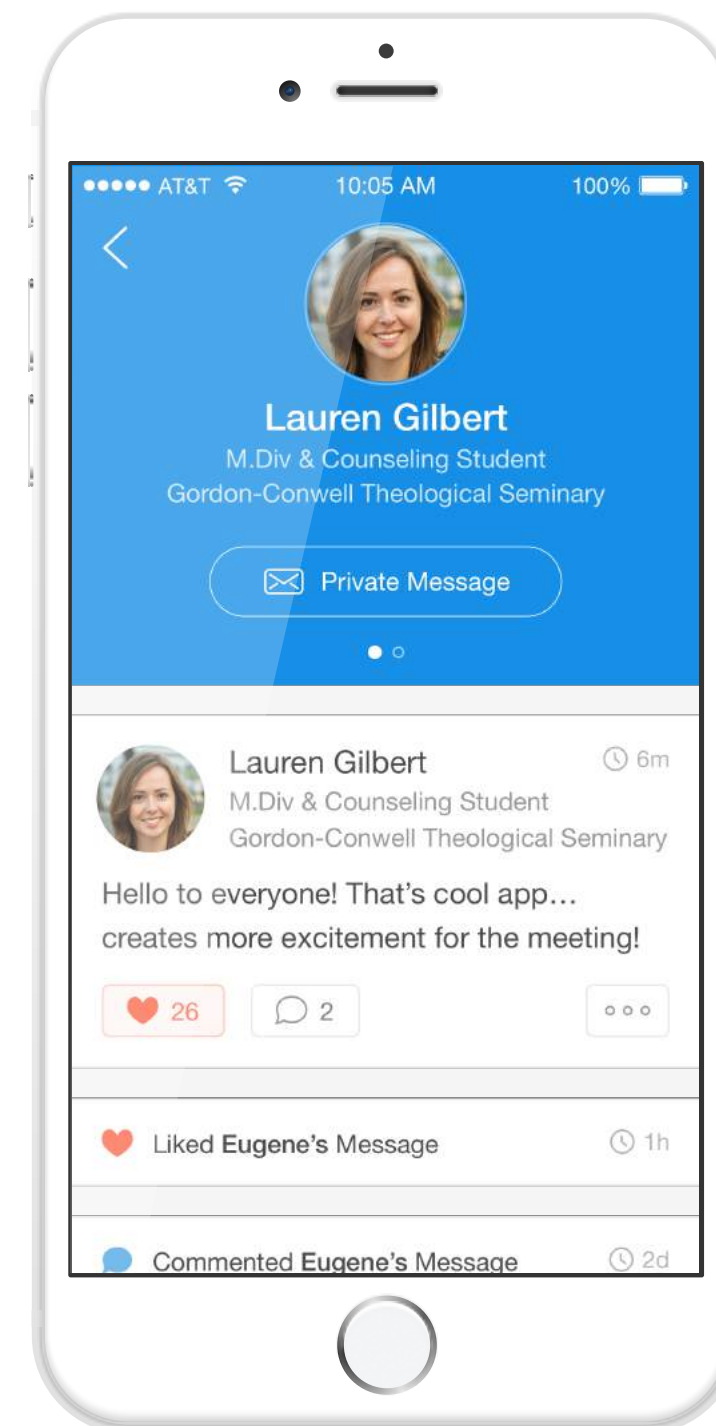 AT&T 10:05 AM 100%
Lauren Gilbert
M.Div & Counseling Student
Gordon-Conwell Theological Seminary
Private Message
Lauren Gilbert 6m
M.Div & Counseling Student
Gordon-Conwell Theological Seminary
Hello to everyone! That’s cool app…
creates more excitement for the meeting!
26 2
Liked Eugene’s Message 1h
Commented Eugene’s Message 2d